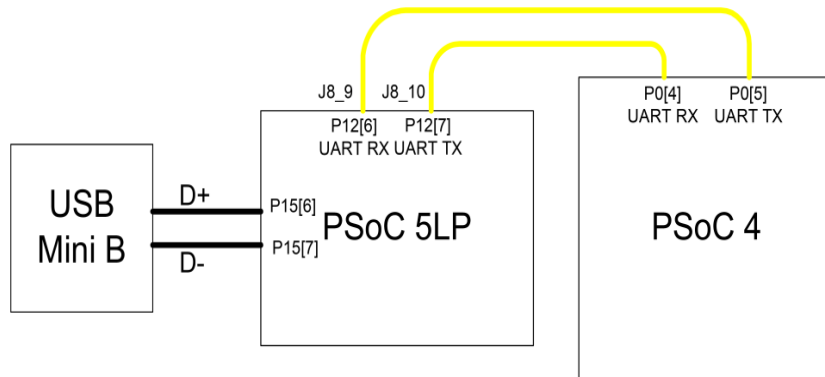 J8_9 J8_10
P12[6] P12[7]
UART RX UART TX
P0[4] P0[5]
UART RX UART TX
USB
Mini B
D+
D-
P15[6]
P15[7]
PSoC 5LP
PSoC 4